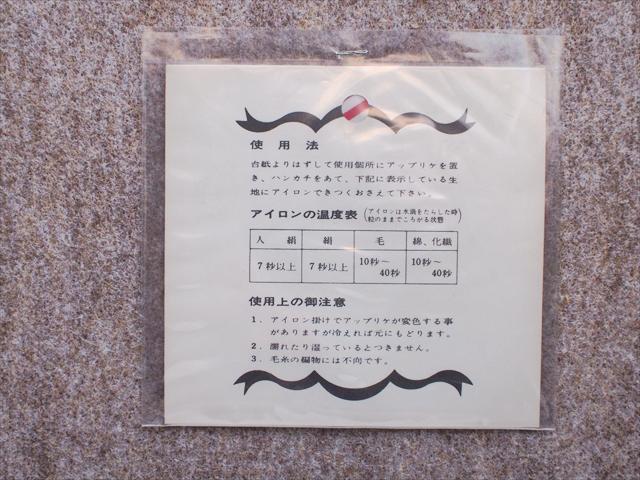 使用法
台紙よりはずして使用個所にアップリケを置
き、ハンカチをあて、下記に表示している生
地にアイロンできつくおさえて下さい。
アイロンの温度表（アイロンは水滴をたらした時
粒のままでころがる状態）
人絹 絹 毛 綿、化繊
7秒以上 7秒以上 10秒〜 10秒〜
40秒 40秒
使用上の御注意
1. アイロン掛けでアップリケが変色する事
がありますが冷えれば元にもどります。
2. 濡れたり湿っているとつきません。
3. 毛糸の編物には不向です。